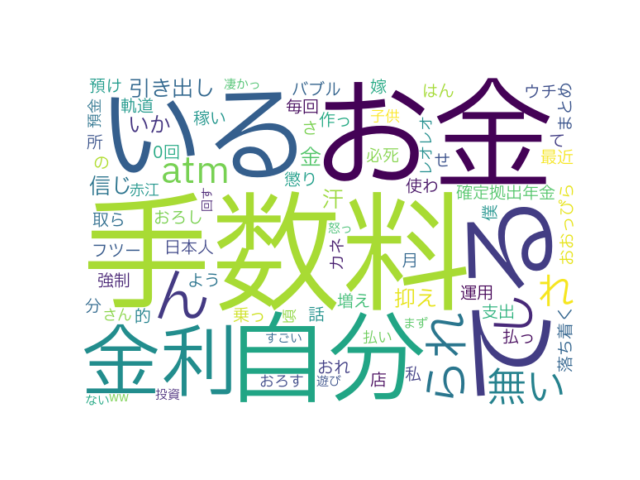 預け
引き出し
凄かっ
バブル
嫁
はん
ウチ
まとめ
預金
軌道
稼い
毎回
作っ
子供
レオレオ
て
所
の
0回
いか
さ
いる
お金
金
必死
せ
最近
信じ
atm
懲り
汗
使わ
確定拠出年金
赤江
取ら
おろし
回す
僕
おおっぴら
手数料
てる
フツー
日本人
ん
怒っ
カネ
月
れ
強制
よう
増え
抑え
運用
分
さん
的
乗っ
話
払い
まず
支出
払っ
落ち着く
金利
自分
すごい
られ
無い
おろす
おれ
遊び
店
私
ない
ww
投資